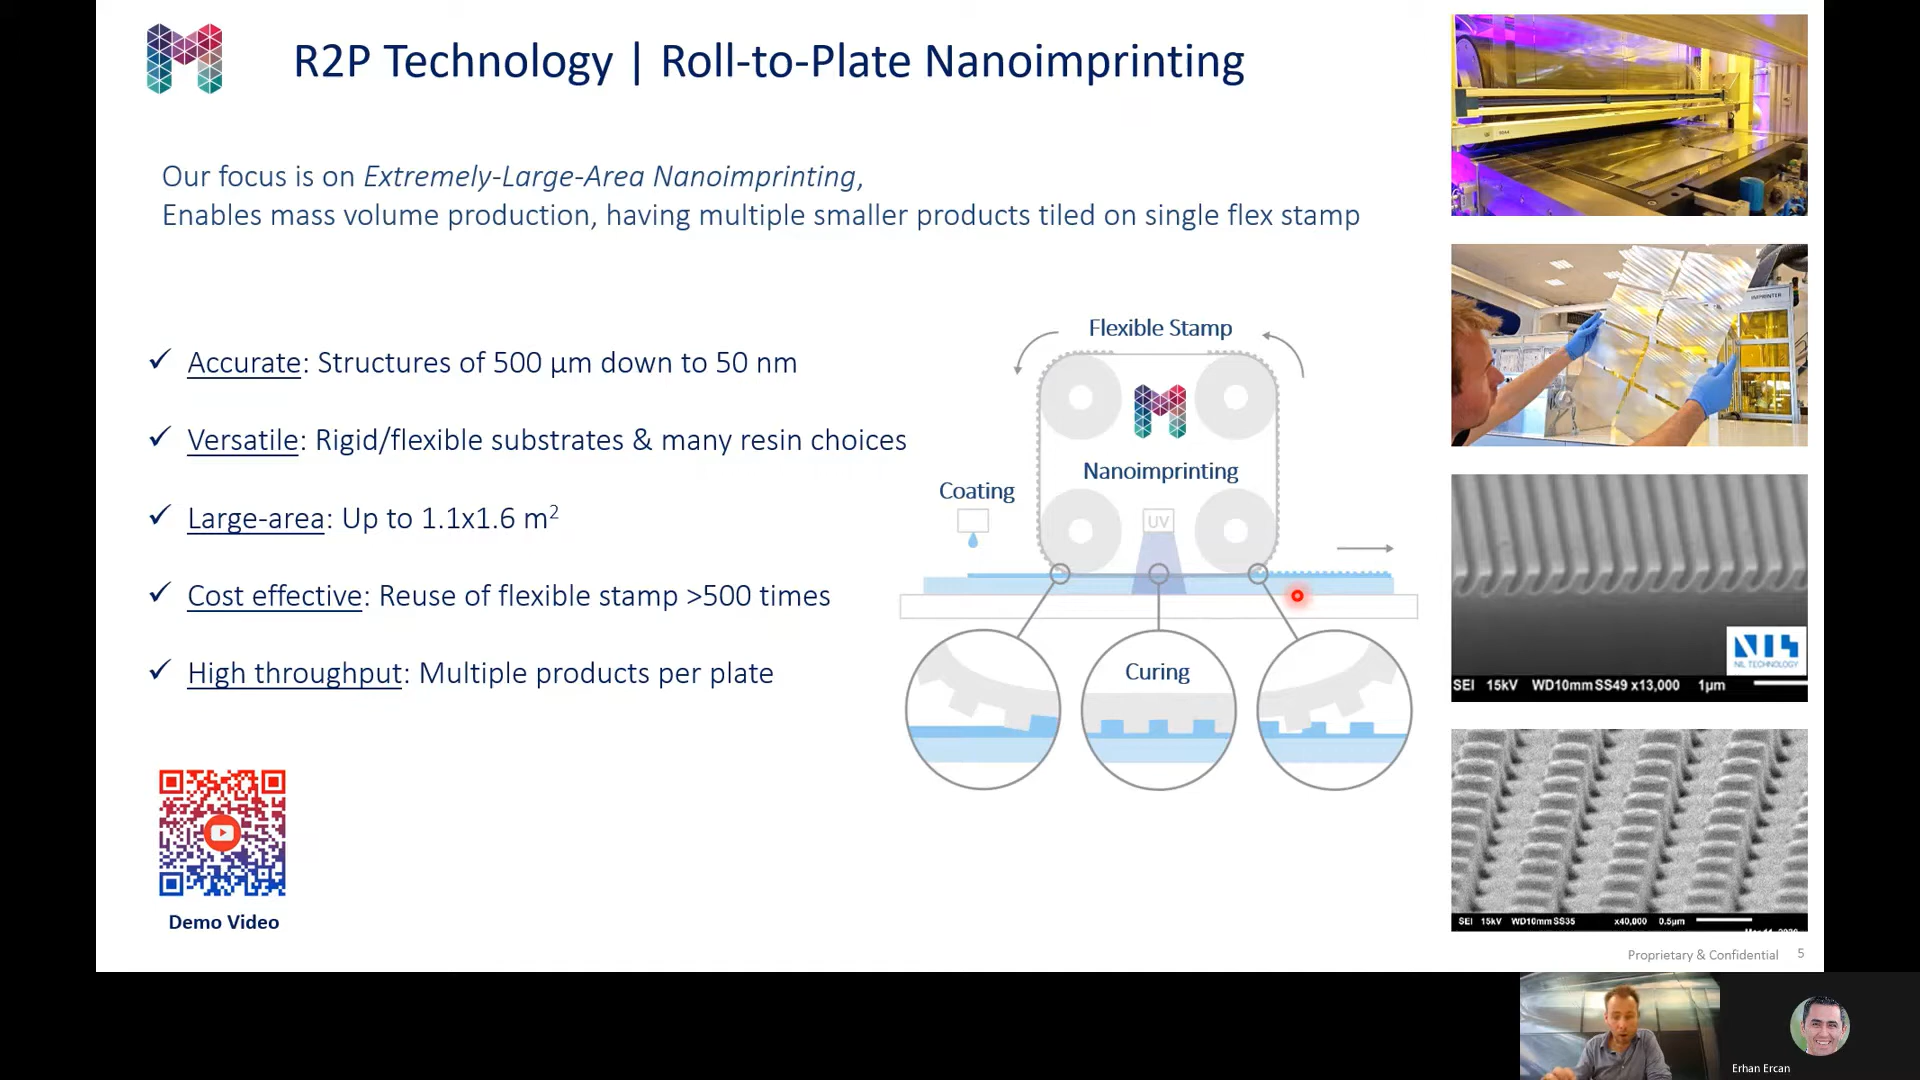 R2P Technology | Roll-to-Plate Nanoimprinting
Our focus is on Extremely-Large-Area Nanoimprinting,
Enables mass volume production, having multiple smaller products tiled on single flex stamp
✓ Accurate: Structures of 500 µm down to 50 nm
✓ Versatile: Rigid/flexible substrates & many resin choices
✓ Large-area: Up to 1.1x1.6 m²
✓ Cost effective: Reuse of flexible stamp >500 times
✓ High throughput: Multiple products per plate
Demo Video
Flexible Stamp
Nanoimprinting
Coating
UV
Curing
IMPRINTER
NIL TECHNOLOGY
SEI 15kV WD10mm SS49 x13,000 1µm
SEI 15kV WD10mm SS35 x40,000 0.5µm
Proprietary & Confidential 5
Erhan Ercan